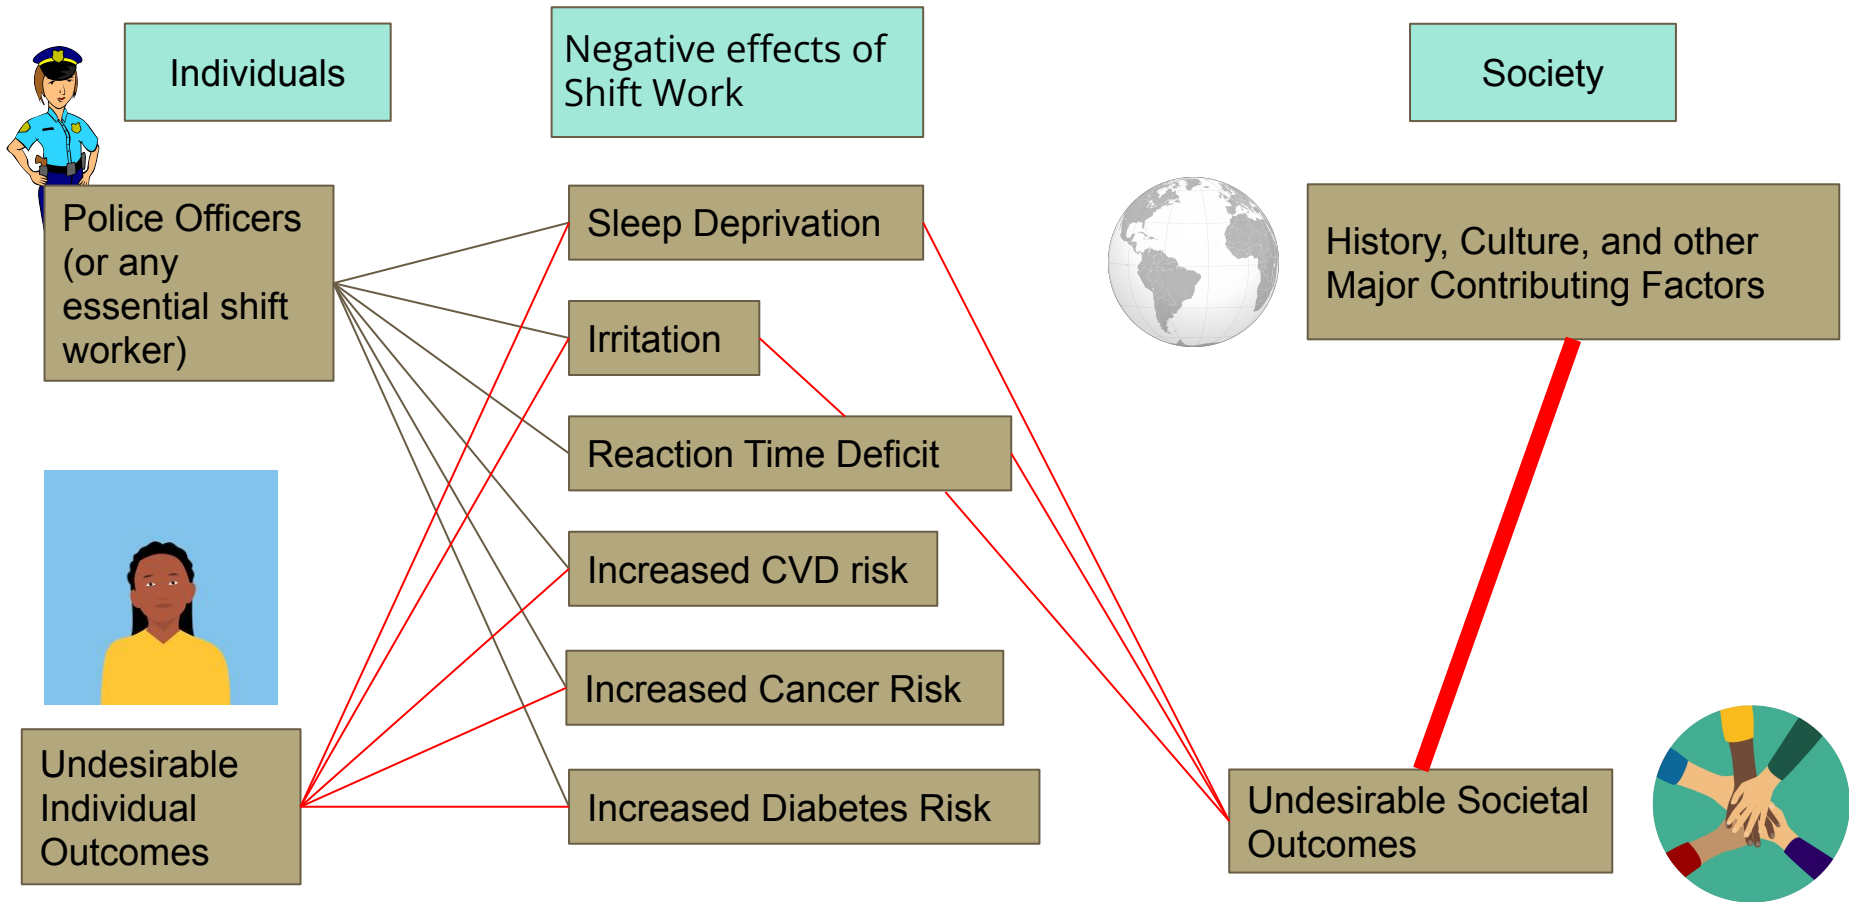 Individuals
Negative effects of
Shift Work
Society
Police Officers
(or any
essential shift
worker)
Sleep Deprivation
Irritation
Reaction Time Deficit
Increased CVD risk
Increased Cancer Risk
Increased Diabetes Risk
History, Culture, and other
Major Contributing Factors
Undesirable
Individual
Outcomes
Undesirable Societal
Outcomes